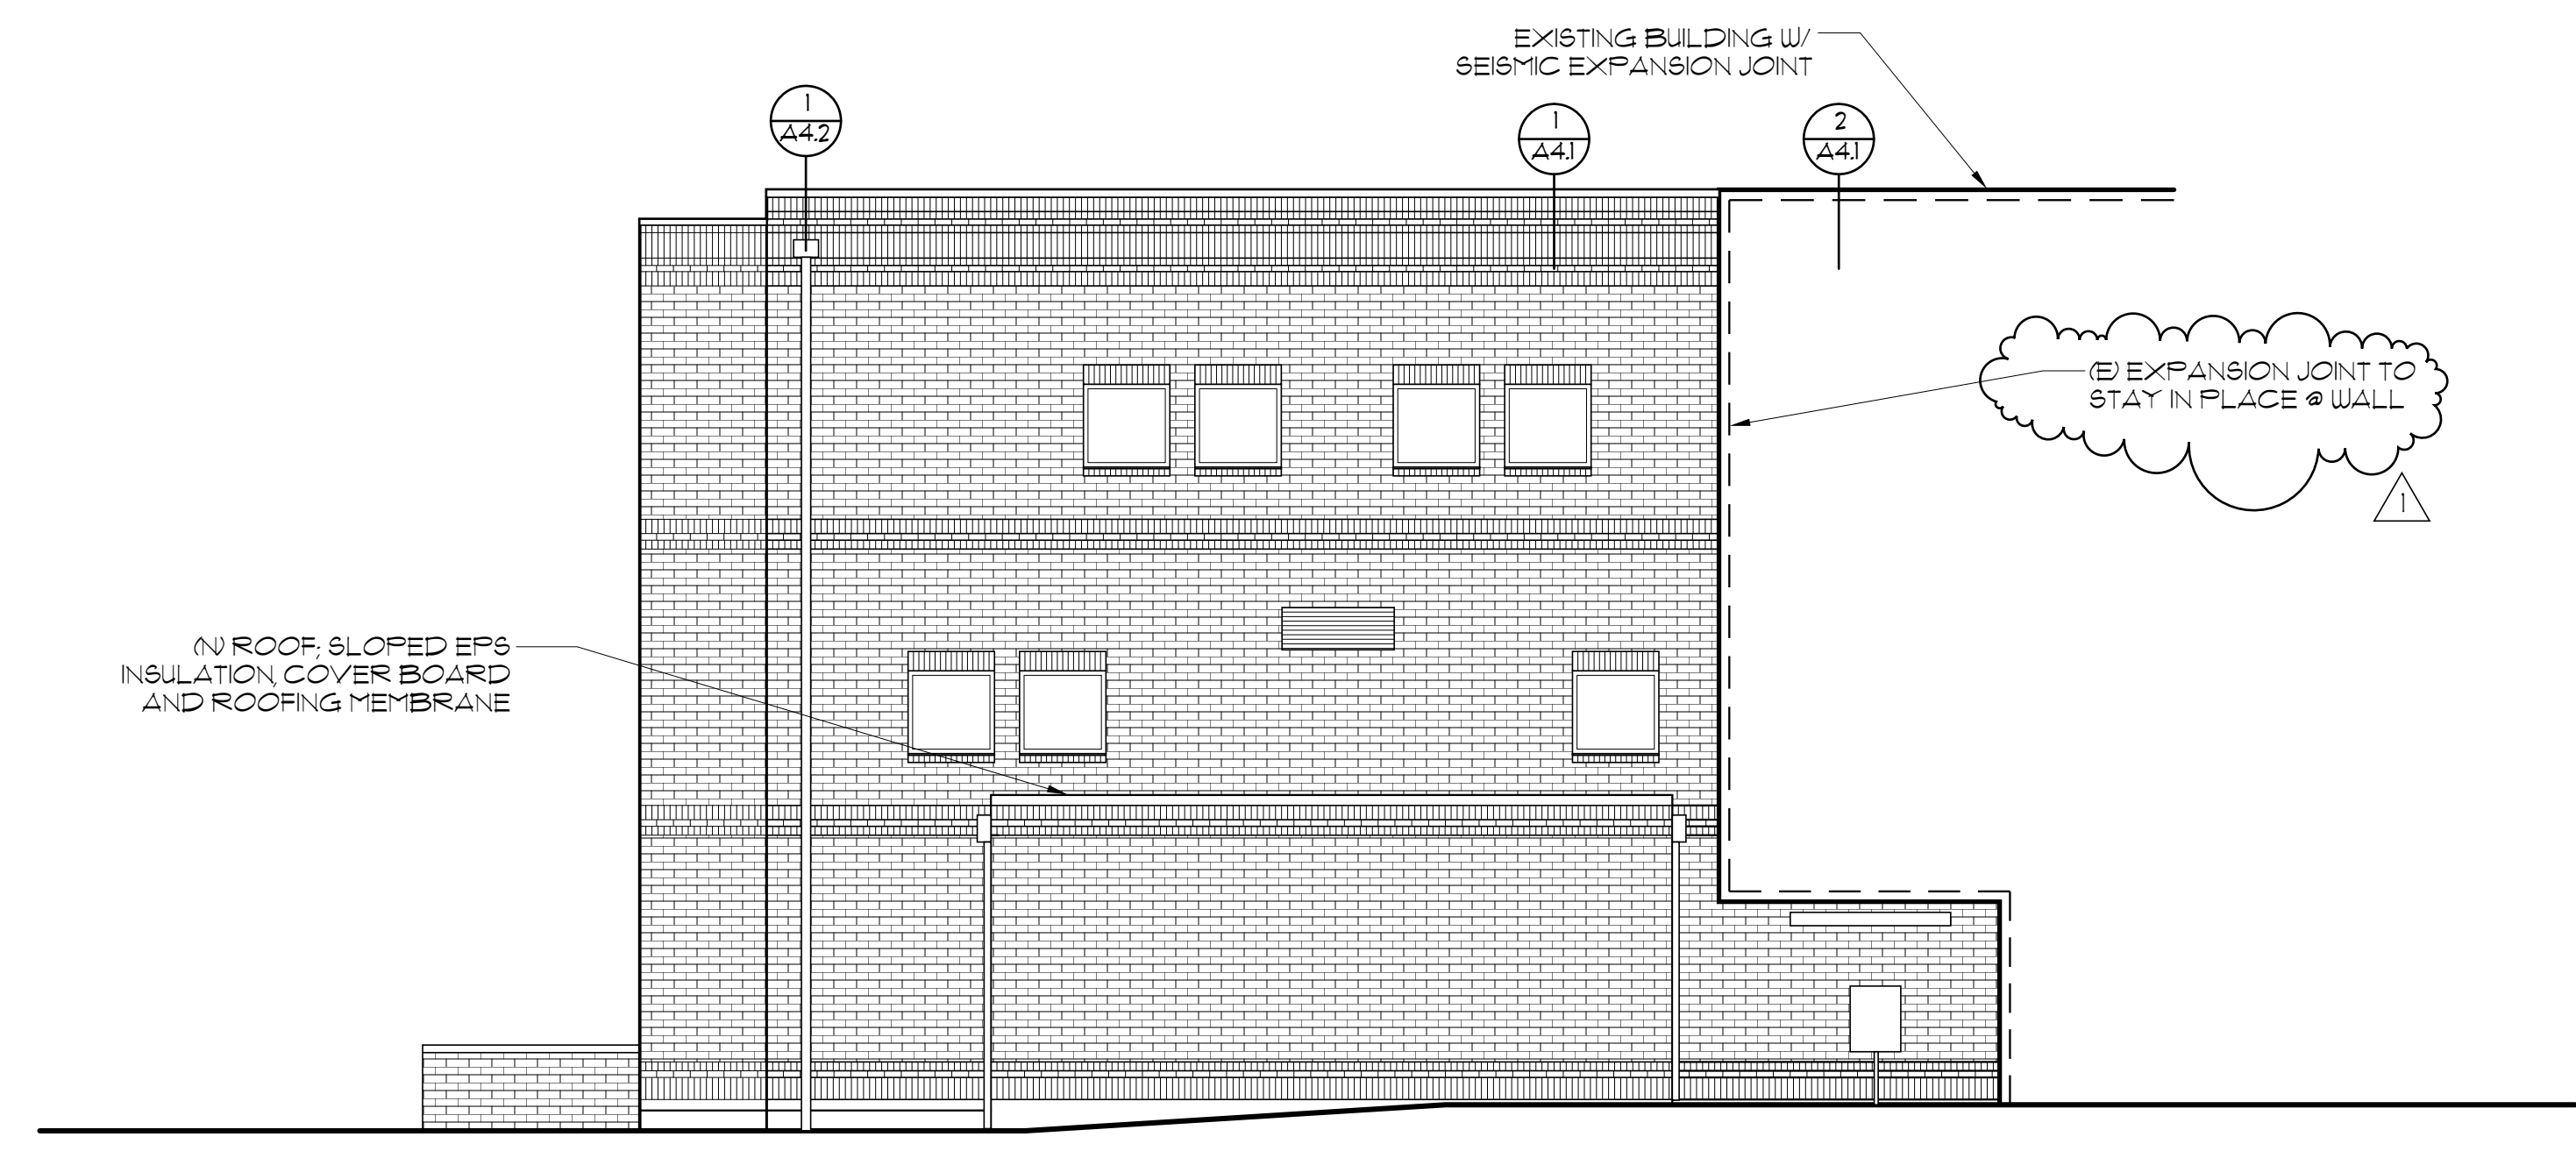 EXISTING BUILDING W/
SEISMIC EXPANSION JOINT
1
A4.2
1
A4.1
2
A4.1
(E) EXPANSION JOINT TO
STAY IN PLACE @ WALL
1
(N) ROOF; SLOPED EPS
INSULATION, COVER BOARD
AND ROOFING MEMBRANE